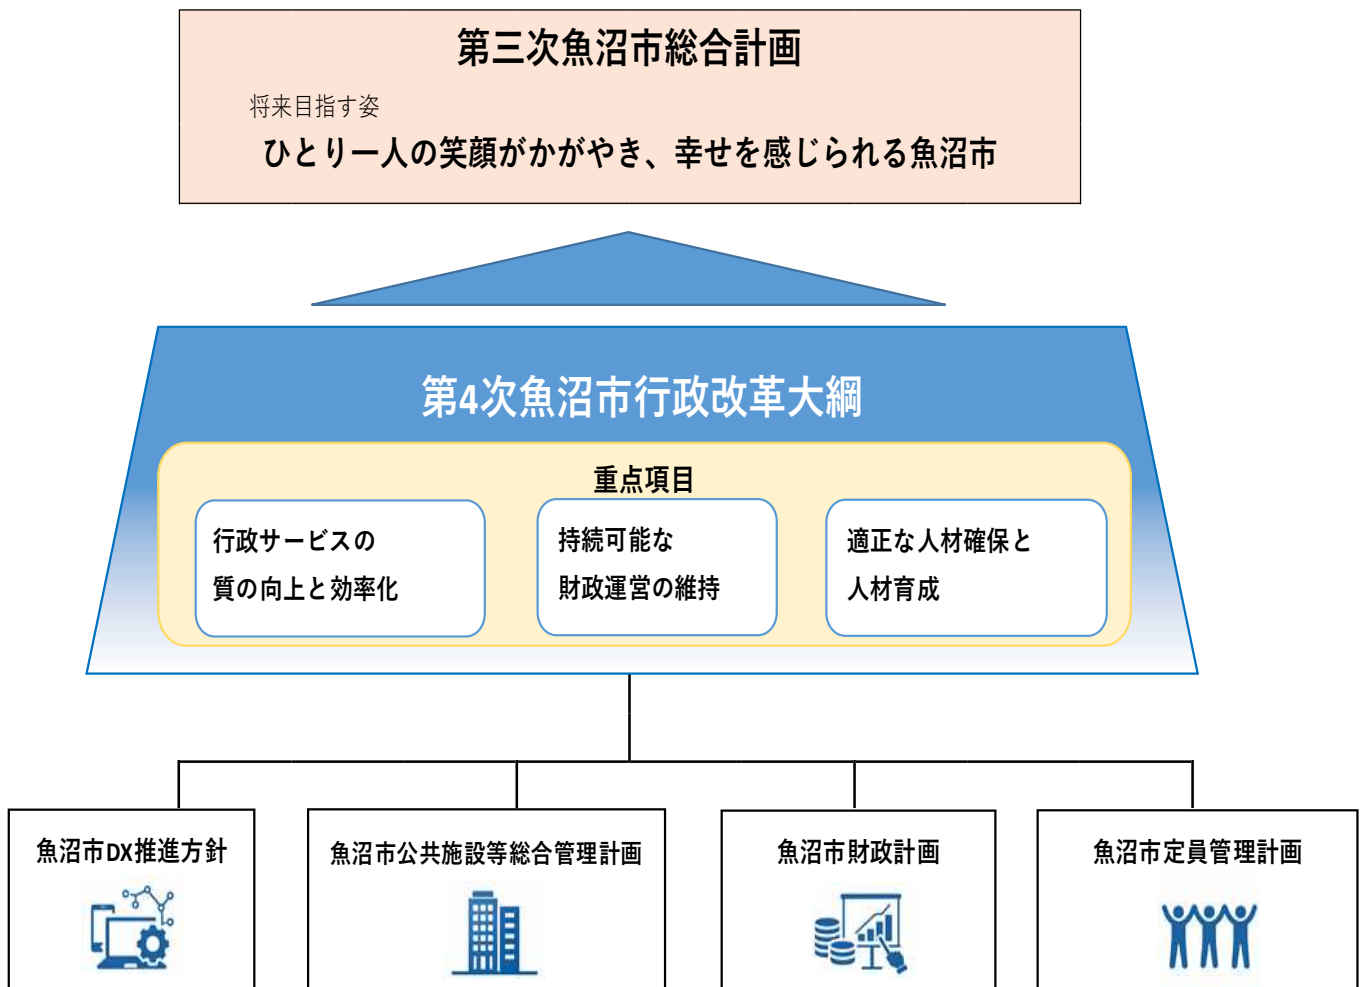 第三次魚沼市総合計画
将来目指す姿
ひとり一人の笑顔がかがやき、幸せを感じられる魚沼市
第4次魚沼市行政改革大綱
重点項目
行政サービスの
質の向上と効率化
持続可能な
財政運営の維持
適正な人材確保と
人材育成
魚沼市DX推進方針
魚沼市公共施設等総合管理計画
魚沼市財政計画
魚沼市定員管理計画